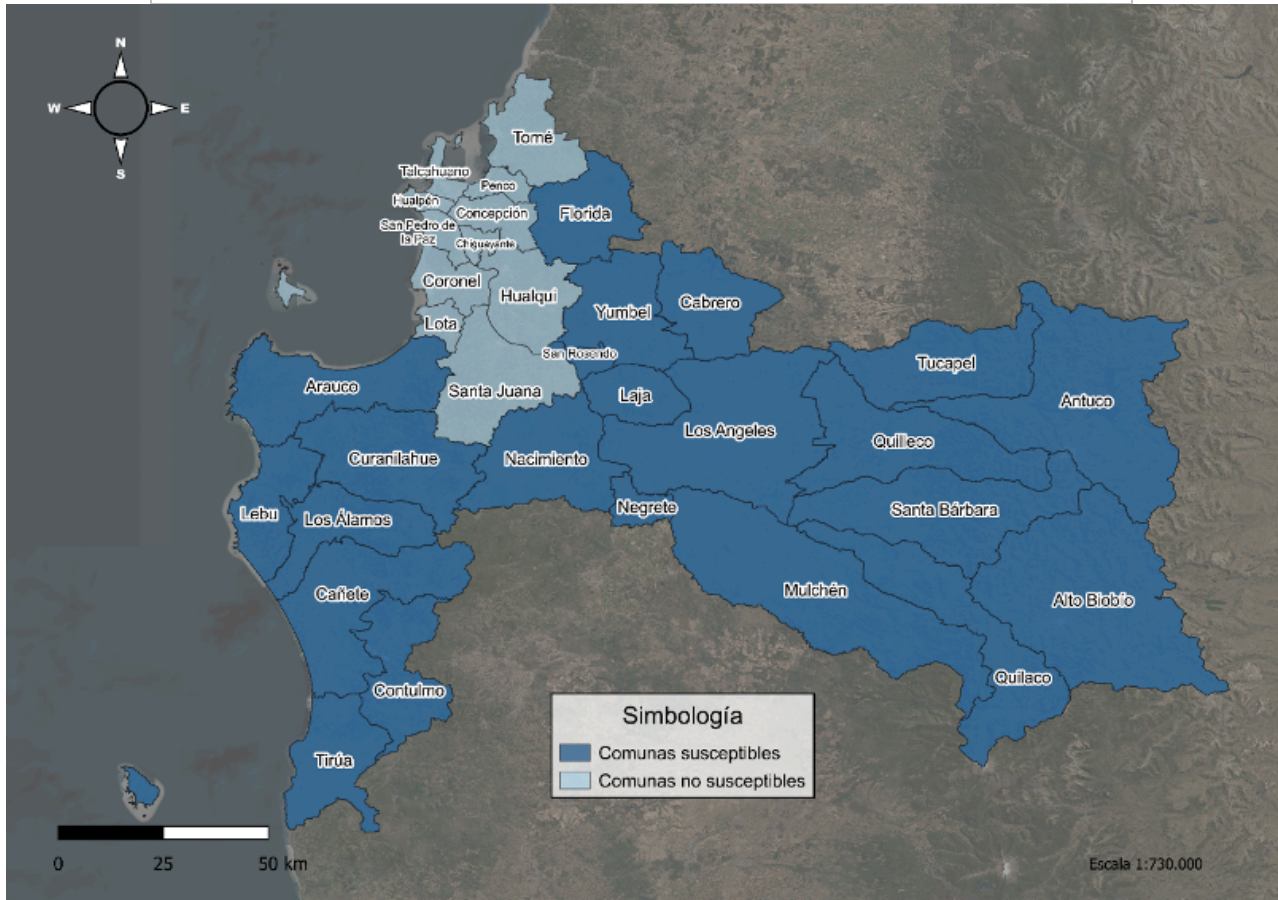 N
W E
S
Tomé
Talcahuano
Penco
Hualpén
Concepción
Florida
San Pedro de
la Paz
Chiguayante
Coronel
Hualqui
Cabrero
Yumbel
Lota
San Rosendo
Tucapel
Arauco
Santa Juana
Laja
Antuco
Los Angeles
Quilleco
Curanilahue
Nacimiento
Negrete
Santa Bárbara
Lebu
Los Álamos
Cañete
Mulchén
Alto Biobío
Quilaco
Contulmo
Tirúa
Simbología
Comunas susceptibles
Comunas no susceptibles
0 25 50 km
Escala 1:730.000